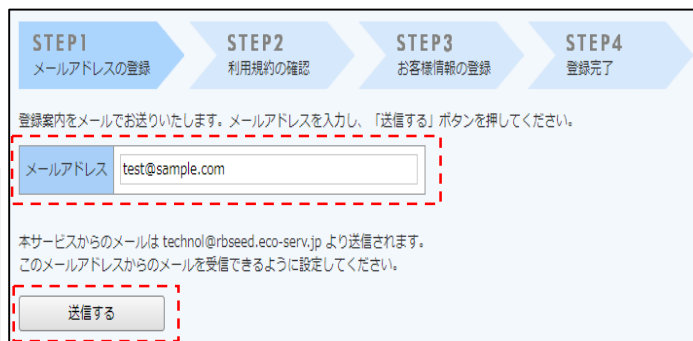 STEP1 STEP2 STEP3 STEP4
メールアドレスの登録 利用規約の確認 お客様情報の登録 登録完了
登録案内をメールでお送りいたします。メールアドレスを入力し、「送信する」ボタンを押してください。
メールアドレス test@sample.com
本サービスからのメールは technol@rbseed.eco-serv.jp より送信されます。
このメールアドレスからのメールを受信できるように設定してください。
送信する